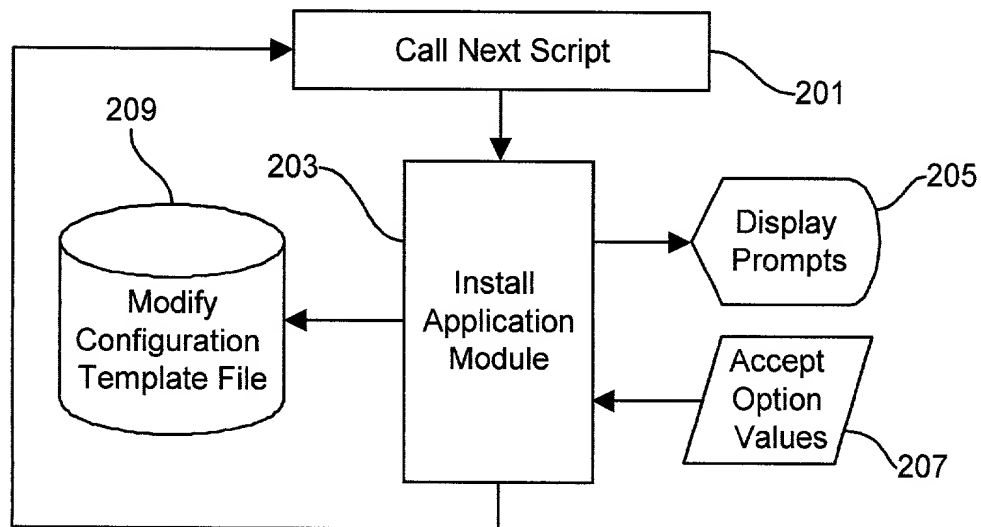 Call Next Script
201
209
203
205
Display
Prompts
Install
Application
Module
Modify
Configuration
Template File
Accept
Option
Values
207